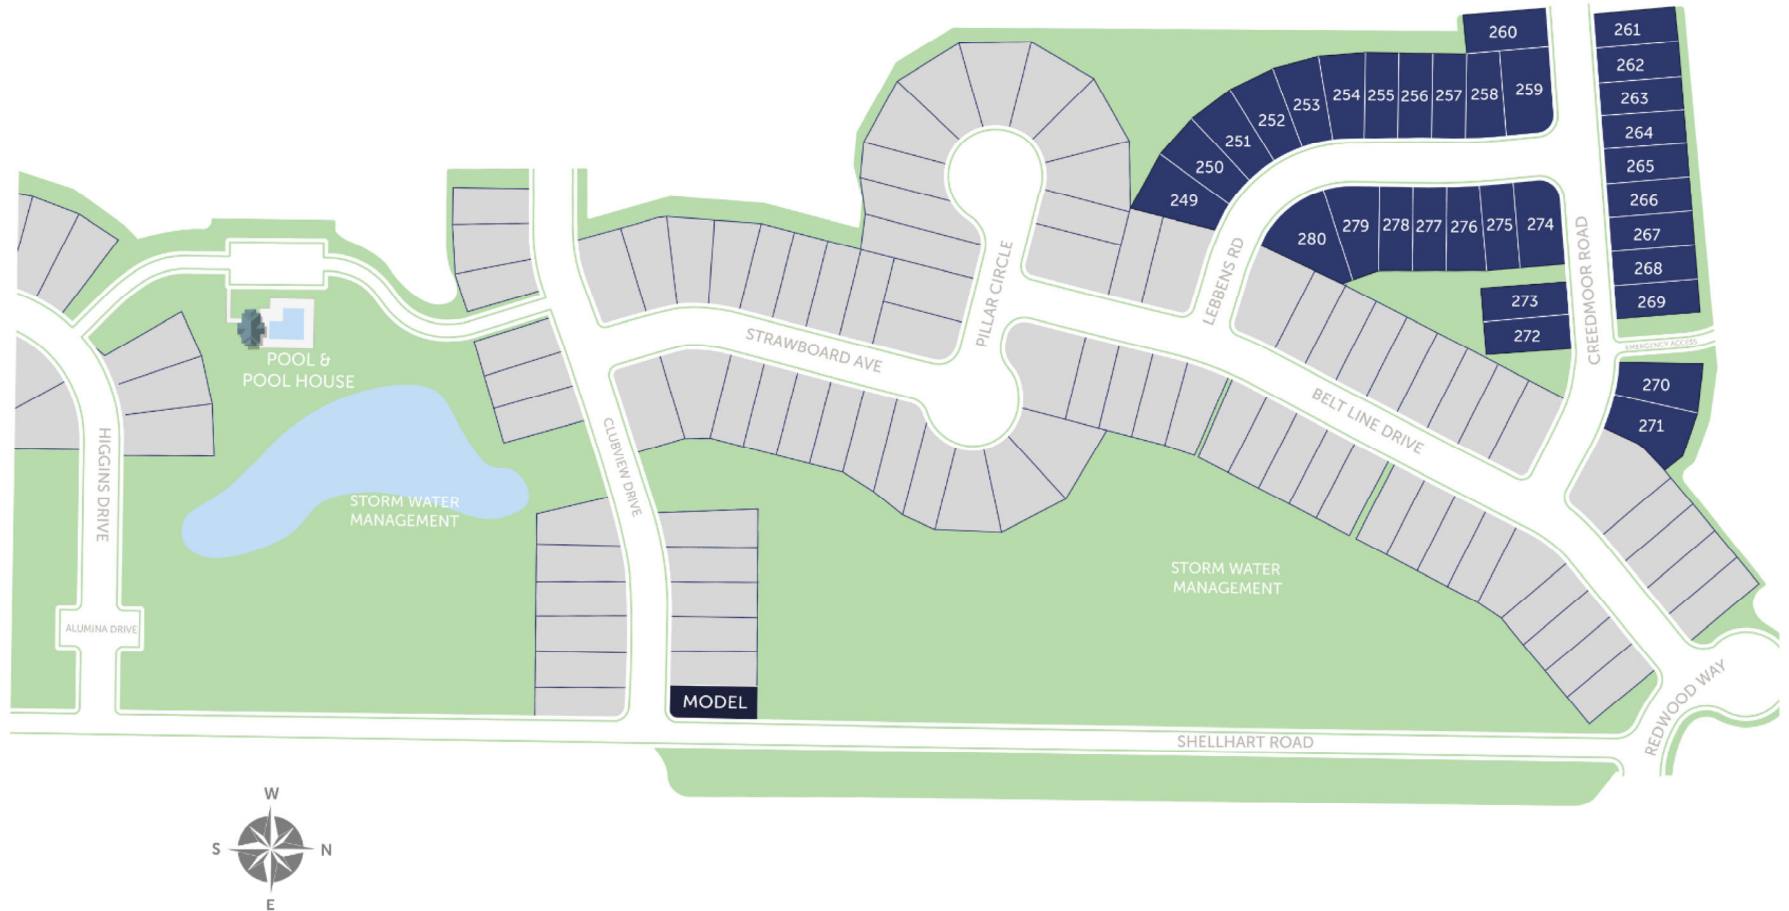 260
261
262
263
264
265
266
267
268
269
259
258
257
256
255
254
253
252
251
250
249
280
279
278
277
276
275
274
273
272
270
271
EMERGENCY ACCESS
CREEDMOOR ROAD
LEBBENS RD
PILLAR CIRCLE
STRAWBOARD AVE
BELT LINE DRIVE
POOL &
POOL HOUSE
HIGGINS DRIVE
CLUBVIEW DRIVE
STORM WATER
MANAGEMENT
STORM WATER
MANAGEMENT
ALUMINA DRIVE
MODEL
SHELLHART ROAD
REDWOOD WAY
W
S
N
E